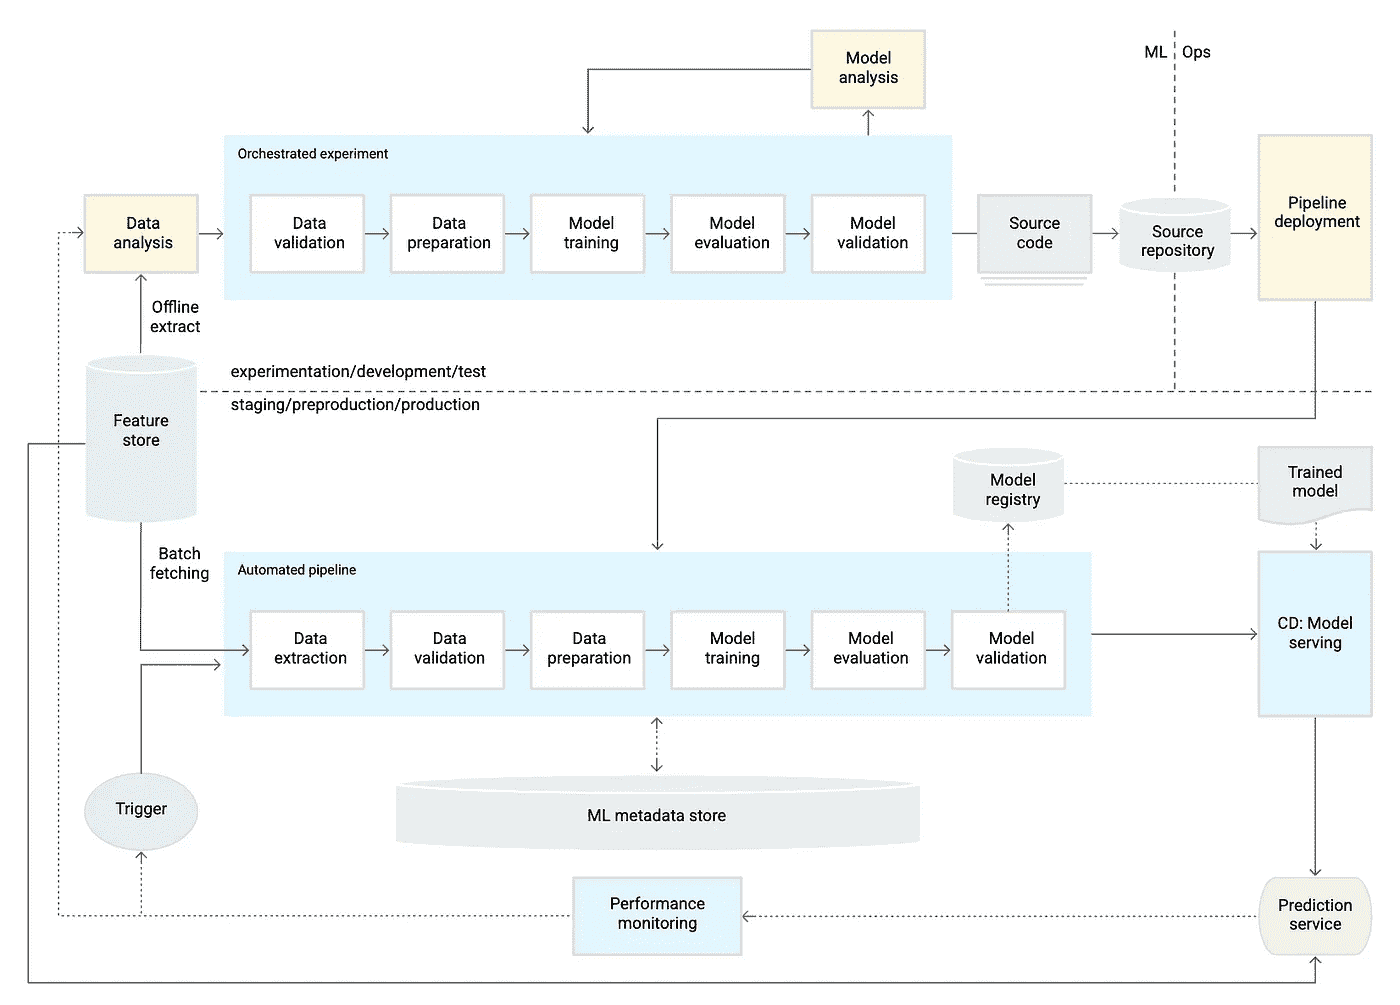 Model
analysis
ML
Ops
Orchestrated experiment
Data
analysis
Data
validation
Data
preparation
Model
training
Model
evaluation
Model
validation
Source
code
Source
repository
Pipeline
deployment
Offline
extract
experimentation/development/test
staging/preproduction/production
Feature
store
Model
registry
Trained
model
Batch
fetching
Automated pipeline
Data
extraction
Data
validation
Data
preparation
Model
training
Model
evaluation
Model
validation
CD: Model
serving
Trigger
ML metadata store
Performance
monitoring
Prediction
service